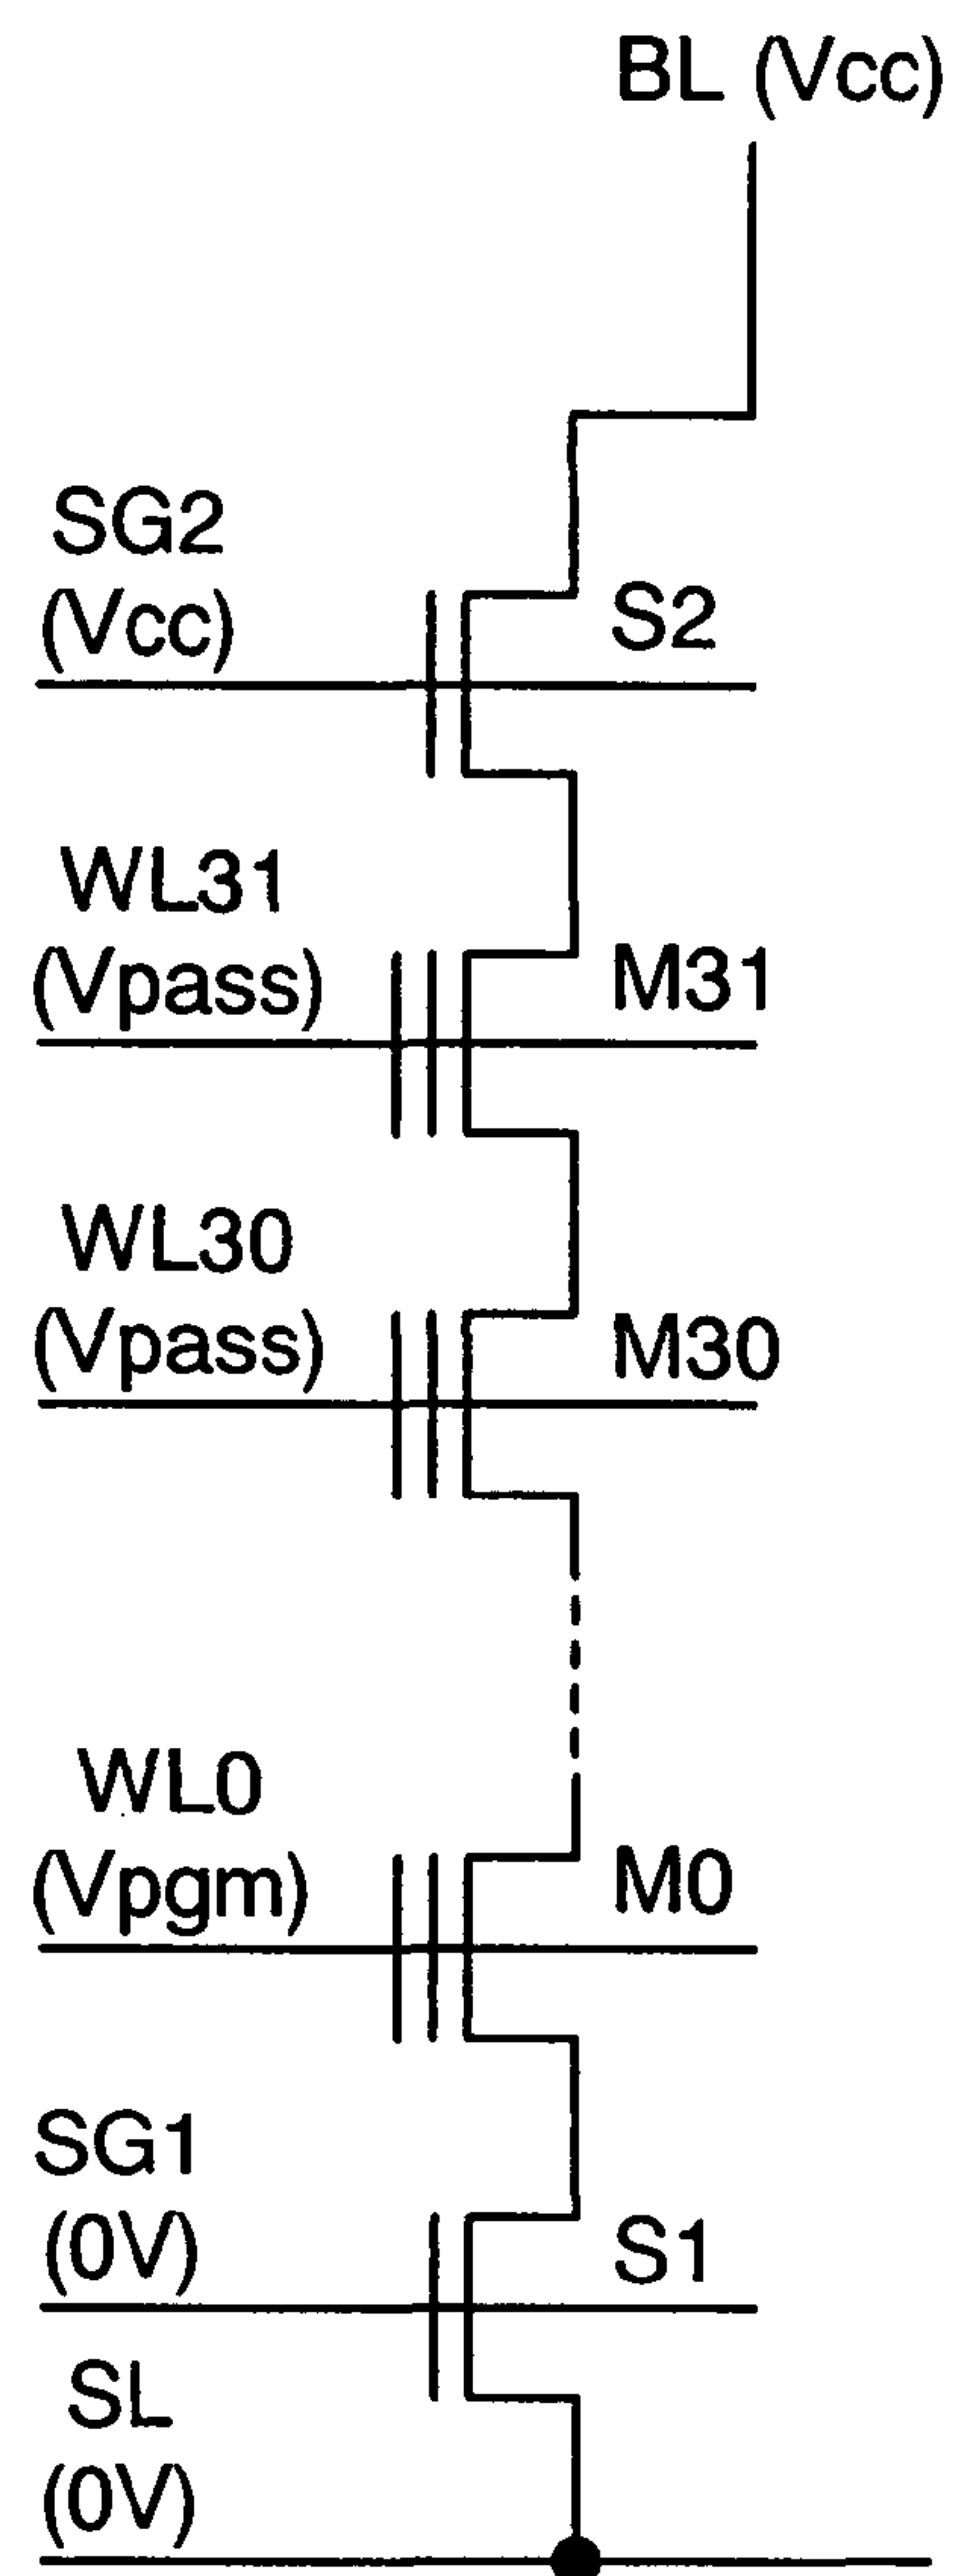 BL (Vcc)
SG2
(Vcc)
S2
WL31
(Vpass)
M31
WL30
(Vpass)
M30
WL0
(Vpgm)
M0
SG1
(0V)
S1
SL
(0V)